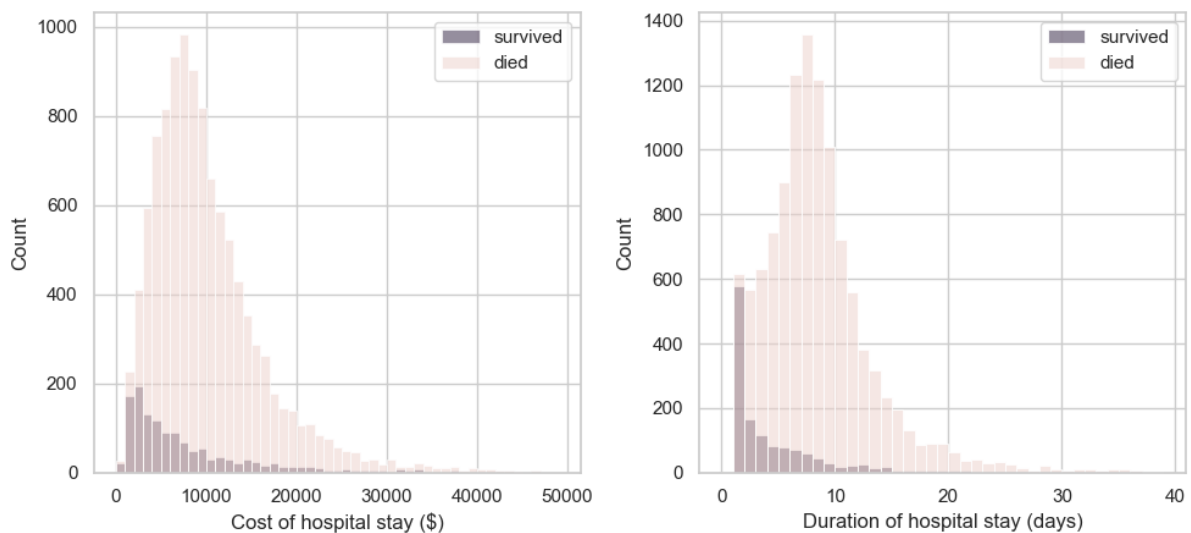 1000
800
600
400
200
0
Count
0 10000 20000 30000 40000 50000
Cost of hospital stay ($)
survived
died
1400
1200
1000
800
600
400
200
0
Count
0 10 20 30 40
Duration of hospital stay (days)
survived
died